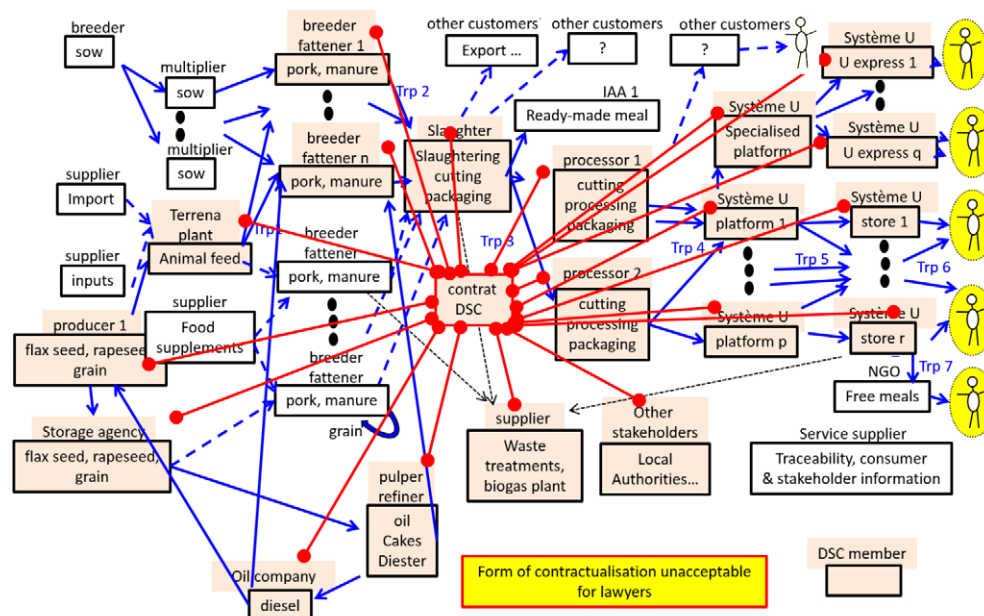 breeder
sow
multiplier
sow
multiplier
sow
breeder
fattener 1
pork, manure
breeder
fattener n
pork, manure
Trp 2
other customers
Export ...
other customers
?
other customers
?
IAA 1
Ready-made meal
Slaughter
Slaughtering
cutting
packaging
processor 1
cutting
processing
packaging
Trp 3
processor 2
cutting
processing
packaging
Système U
Specialised
platform
Système U
U express 1
Système U
U express q
Système U
platform 1
Système U
store 1
Trp 4
Trp 5
Trp 6
Système U
platform p
Système U
store r
Trp 7
NGO
Free meals
supplier
Import
supplier
inputs
Terrena
plant
Animal feed
breeder
fattener
pork, manure
contrat
DSC
producer 1
flax seed, rapeseed,
grain
supplier
Food
supplements
breeder
fattener
pork, manure
grain
Storage agency
flax seed, rapeseed,
grain
pulper
refiner
oil
Cakes
Diester
Oil company
diesel
supplier
Waste
treatments,
biogas plant
Other
stakeholders
Local
Authorities...
Service supplier
Traceability, consumer
& stakeholder information
Form of contractualisation unacceptable
for lawyers
DSC member